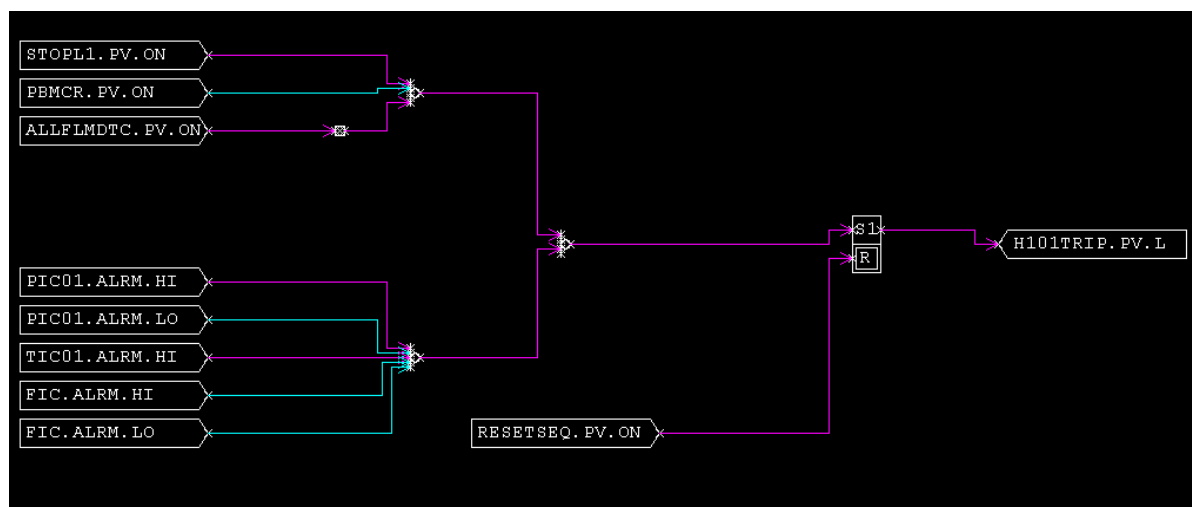 STOPL1.PV.ON
PBMCR.PV.ON
ALLFLMDTC.PV.ON
S1
H101TRIP.PV.L
R
PIC01.ALRM.HI
PIC01.ALRM.LO
TIC01.ALRM.HI
FIC.ALRM.HI
FIC.ALRM.LO
RESETSEQ.PV.ON